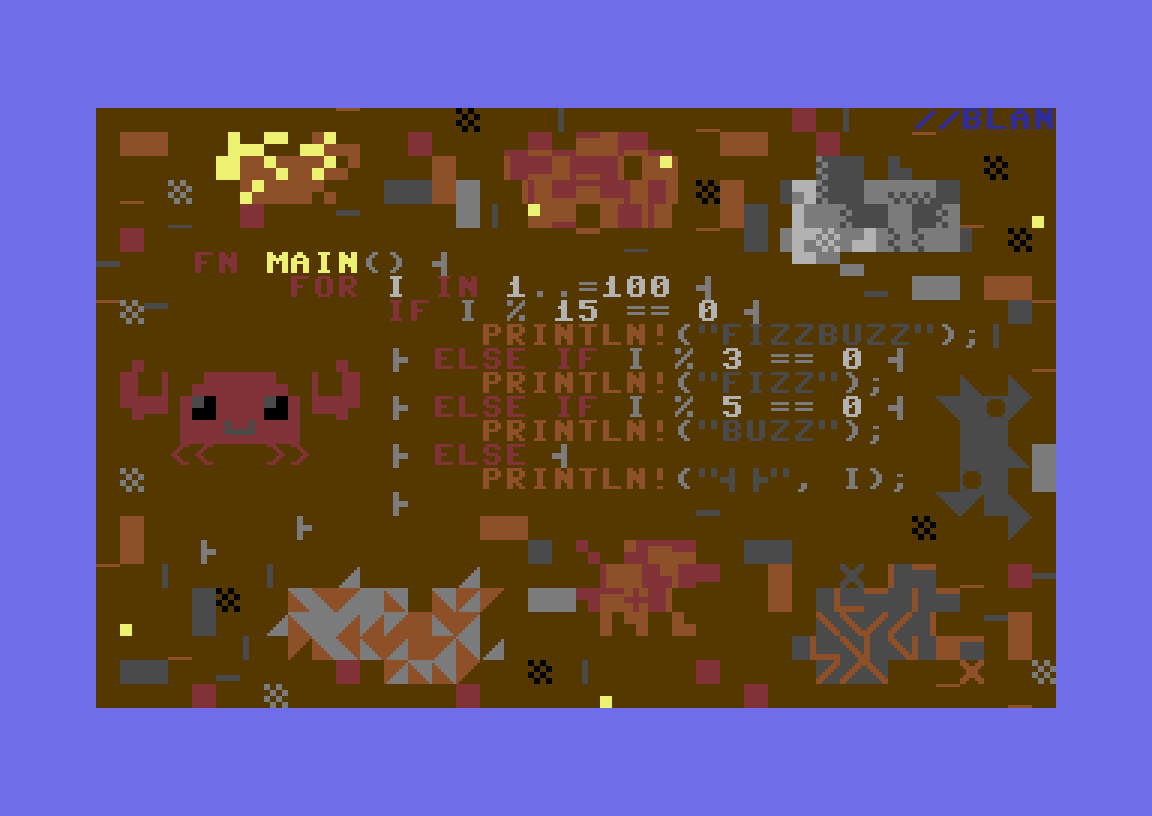 //BLAN
FN MAIN() ┤
FOR I IN 1..=100 ┤
IF I % 15 == 0 ┤
PRINTLN!("FIZZBUZZ");|
├ ELSE IF I % 3 == 0 ┤
PRINTLN!("FIZZ");
├ ELSE IF I % 5 == 0 ┤
PRINTLN!("BUZZ");
├ ELSE ┤
PRINTLN!("┤├", I);
├
├
├